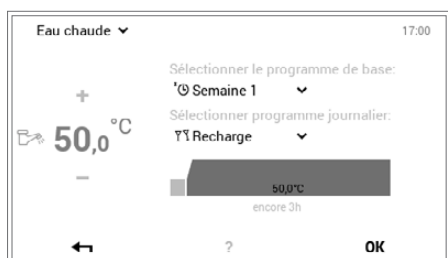 Eau chaude
17:00
Sélectionner le programme de base:
Semaine 1
+
Sélectionner programme journalier:
50,0°C
Recharge
−
50,0°C
encore 3h
?
OK